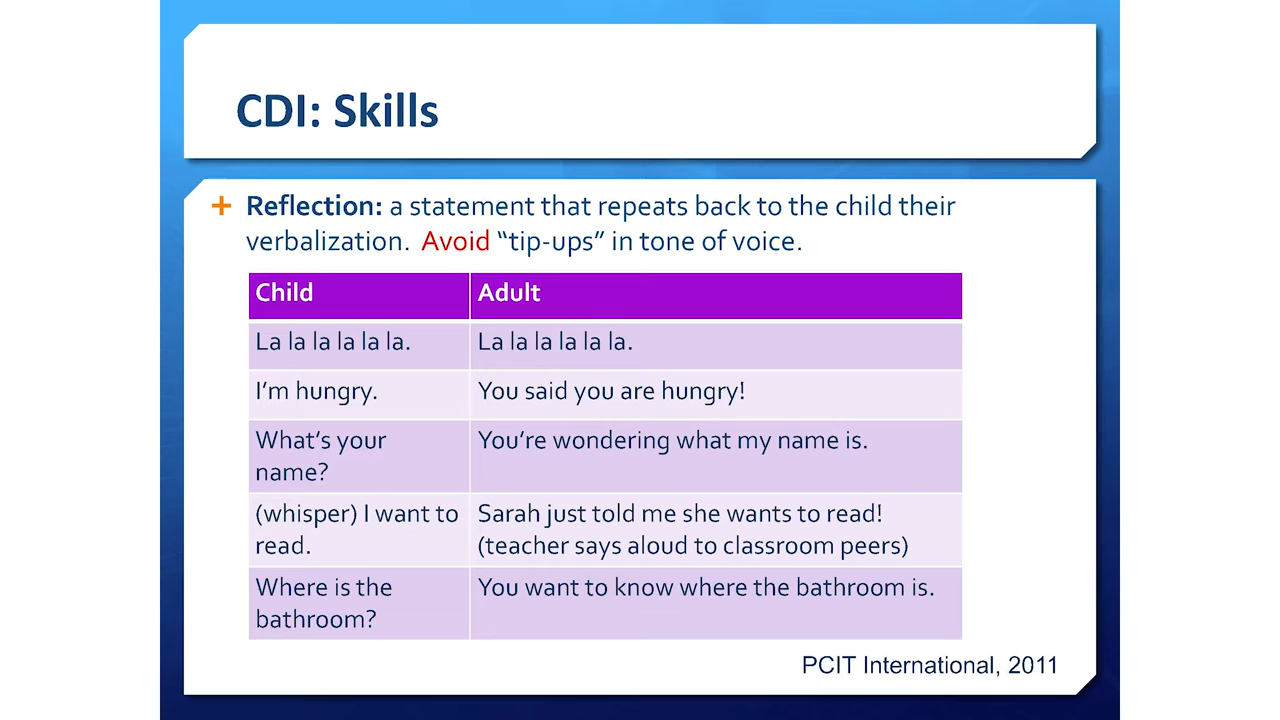 CDI: Skills
Reflection: a statement that repeats back to the child their
verbalization. Avoid “tip-ups” in tone of voice.
Child Adult
La la la la la la. La la la la la la.
I’m hungry. You said you are hungry!
What’s your You’re wondering what my name is.
name?
(whisper) I want to Sarah just told me she wants to read!
read. (teacher says aloud to classroom peers)
Where is the You want to know where the bathroom is.
bathroom?
PCIT International, 2011